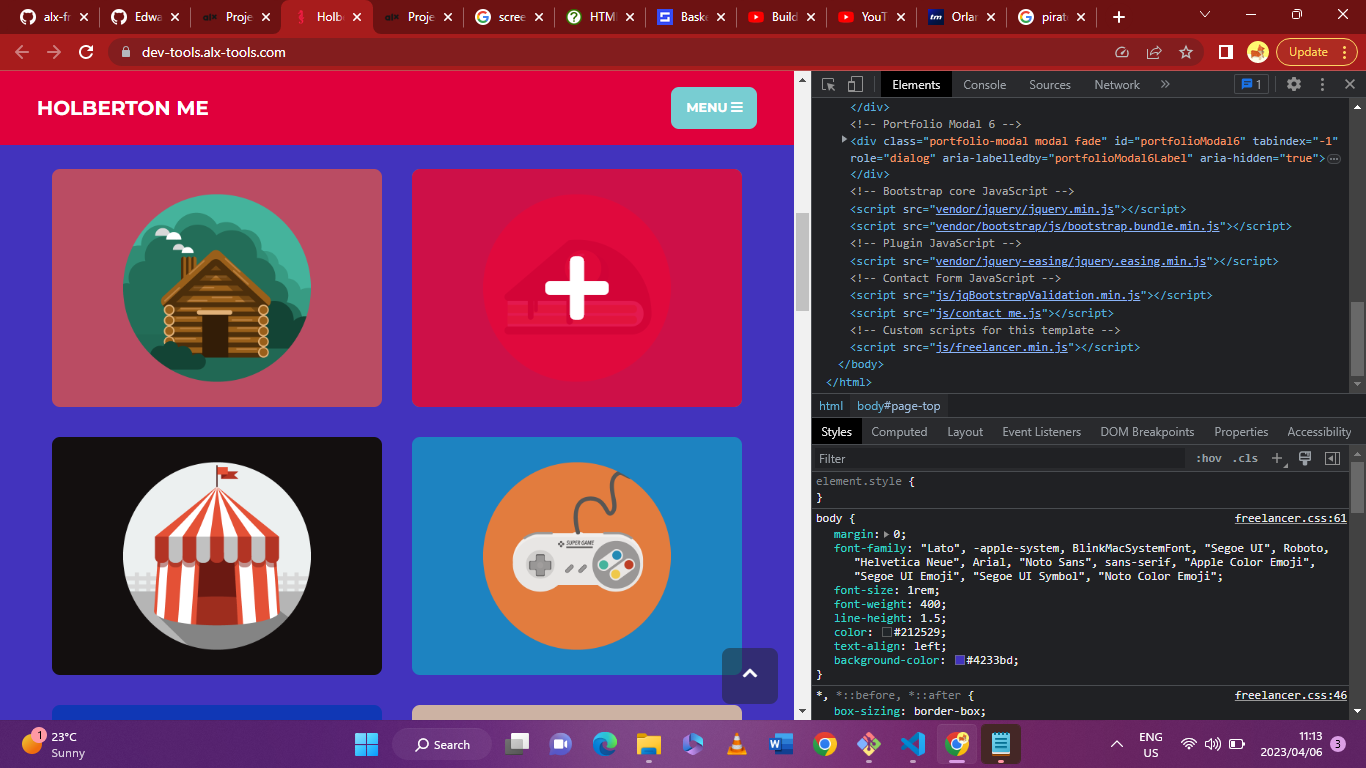 alx-fr
Edwa
Proje
Holb
Proje
scree
HTM
Baske
Build
YouT
Orlar
pirat
dev-tools.alx-tools.com
Update
HOLBERTON ME
MENU
SUPER GAME
Elements
Console
Sources
Network
1
</div>
<!-- Portfolio Modal 6 -->
<div class="portfolio-modal modal fade" id="portfolioModal6" tabindex="-1"
role="dialog" aria-labelledby="portfolioModal6Label" aria-hidden="true">
</div>
<!-- Bootstrap core JavaScript -->
<script src="vendor/jquery/jquery.min.js"></script>
<script src="vendor/bootstrap/js/bootstrap.bundle.min.js"></script>
<!-- Plugin JavaScript -->
<script src="vendor/jquery-easing/jquery.easing.min.js"></script>
<!-- Contact Form JavaScript -->
<script src="js/jqBootstrapValidation.min.js"></script>
<script src="js/contact_me.js"></script>
<!-- Custom scripts for this template -->
<script src="js/freelancer.min.js"></script>
</body>
</html>
html body#page-top
Styles Computed Layout Event Listeners DOM Breakpoints Properties Accessibility
Filter :hov .cls
element.style {
}
body { freelancer.css:61
margin: 0;
font-family: "Lato", -apple-system, BlinkMacSystemFont, "Segoe UI", Roboto,
"Helvetica Neue", Arial, "Noto Sans", sans-serif, "Apple Color Emoji",
"Segoe UI Emoji", "Segoe UI Symbol", "Noto Color Emoji";
font-size: 1rem;
font-weight: 400;
line-height: 1.5;
color: #212529;
text-align: left;
background-color: #4233bd;
}
*, *::before, *::after { freelancer.css:46
box-sizing: border-box;
1
23°C
Sunny
Search
ENG
US
11:13
2023/04/06
3